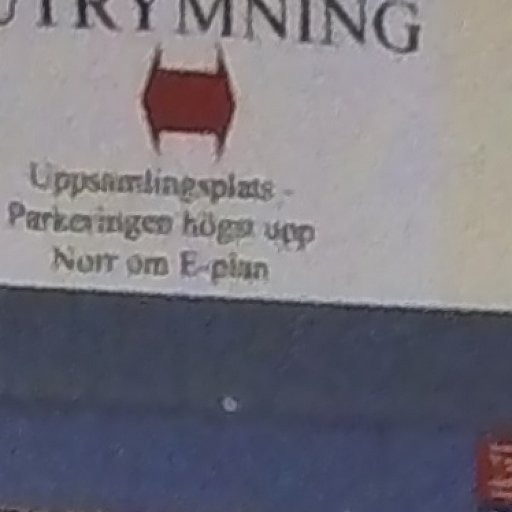 UTRYMNING
Uppsamlingsplats -
Parkeringen högst upp
Norr om E-plan